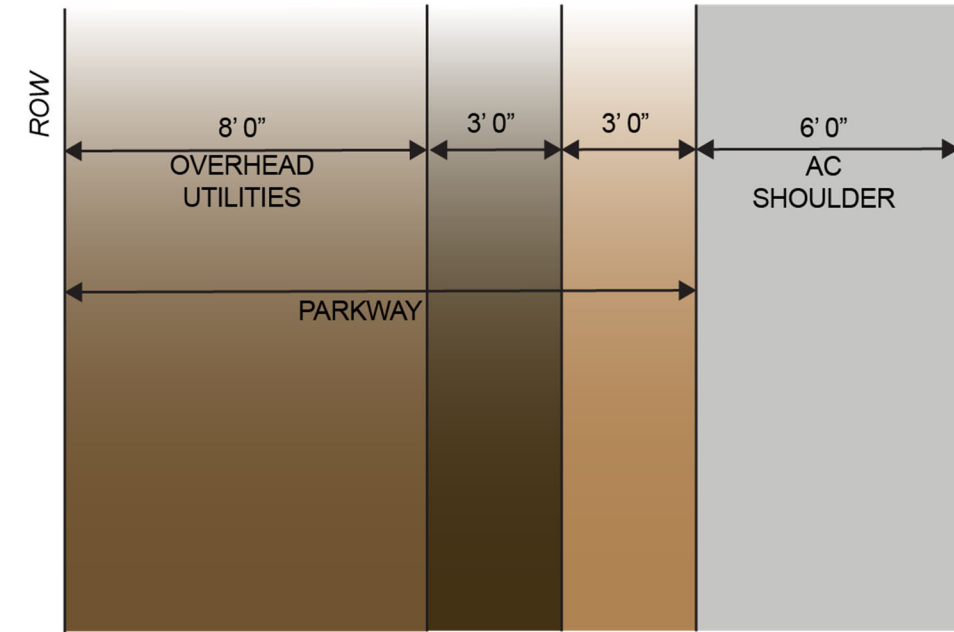 ROW
8’ 0”
OVERHEAD
UTILITIES
3’ 0”
3’ 0”
6’ 0”
AC
SHOULDER
PARKWAY